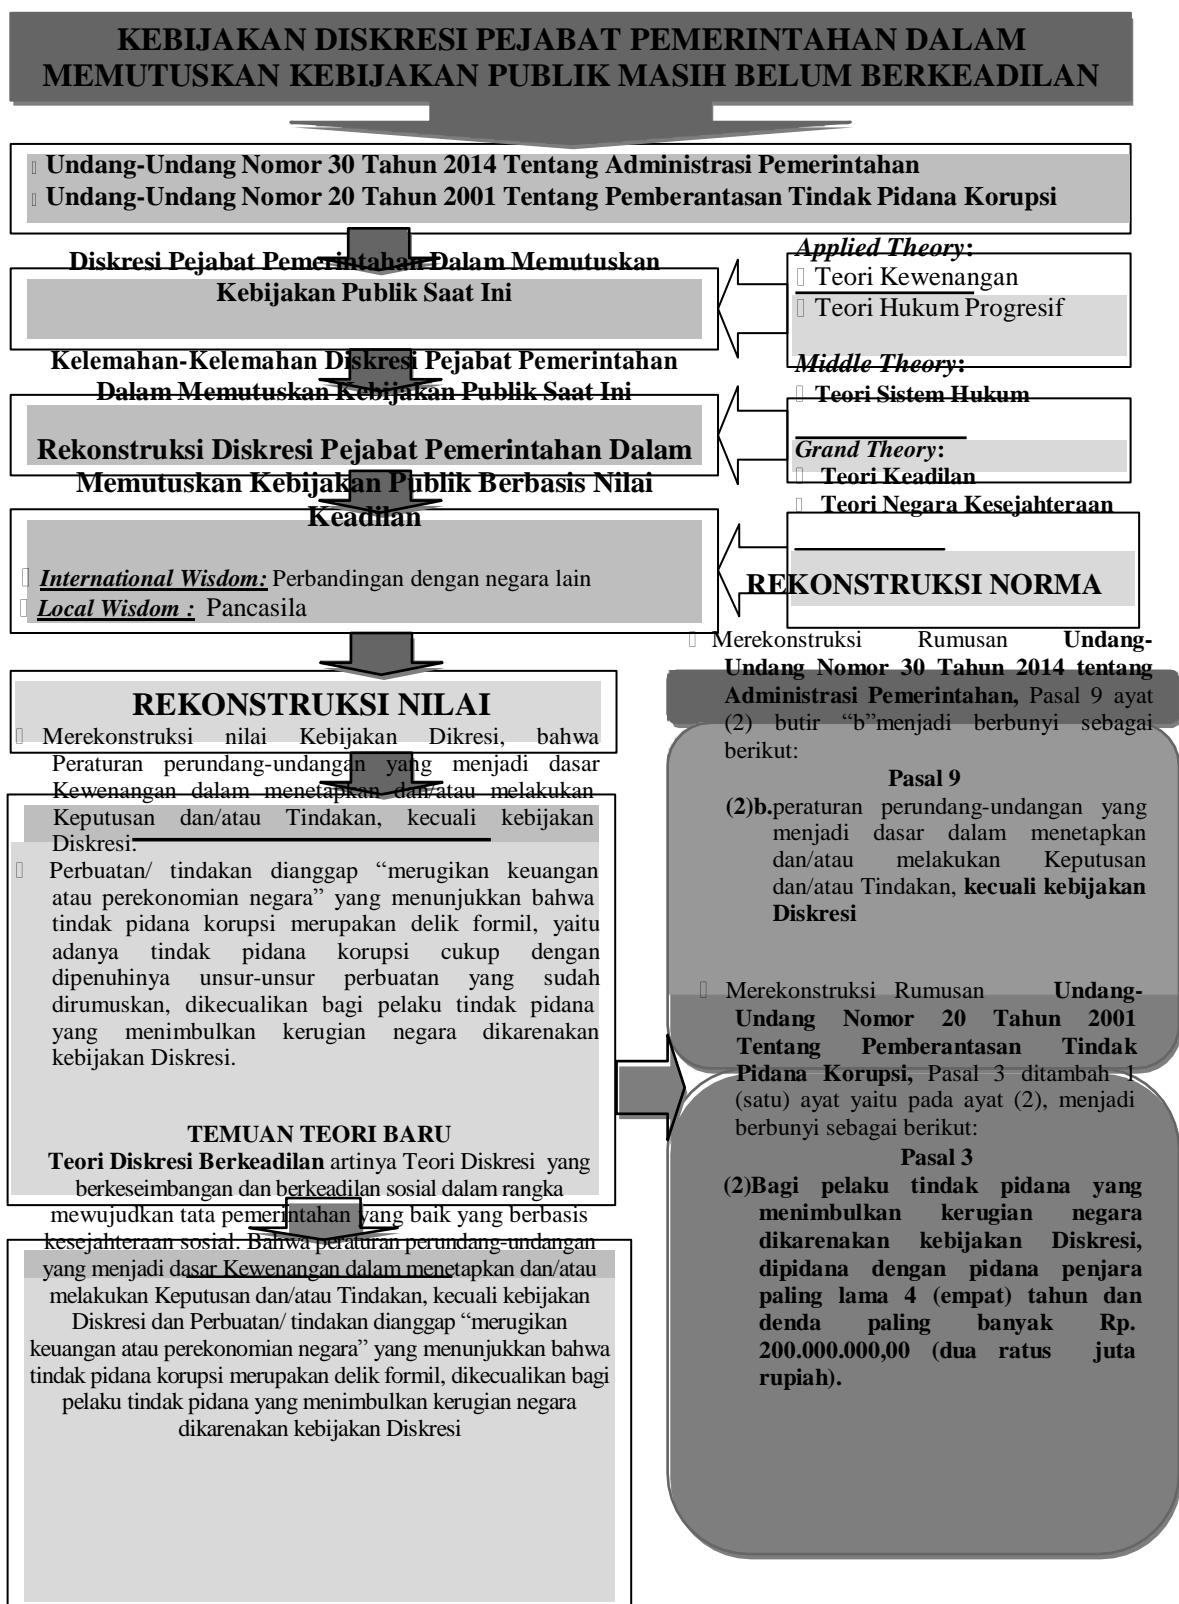 KEBIJAKAN DISKRESI PEJABAT PEMERINTAHAN DALAM
MEMUTUSKAN KEBIJAKAN PUBLIK MASIH BELUM BERKEADILAN
Undang-Undang Nomor 30 Tahun 2014 Tentang Administrasi Pemerintahan
Undang-Undang Nomor 20 Tahun 2001 Tentang Pemberantasan Tindak Pidana Korupsi
Diskresi Pejabat Pemerintahan Dalam Memutuskan
Kebijakan Publik Saat Ini
Kelemahan-Kelemahan Diskresi Pejabat Pemerintahan
Dalam Memutuskan Kebijakan Publik Saat Ini
Rekonstruksi Diskresi Pejabat Pemerintahan Dalam
Memutuskan Kebijakan Publik Berbasis Nilai
Keadilan
International Wisdom: Perbandingan dengan negara lain
Local Wisdom : Pancasila
Applied Theory:
Teori Kewenangan
Teori Hukum Progresif
Middle Theory:
Teori Sistem Hukum
Grand Theory:
Teori Keadilan
Teori Negara Kesejahteraan
REKONSTRUKSI NILAI
Merekonstruksi nilai Kebijakan Dikresi, bahwa
Peraturan perundang-undangan yang menjadi dasar
Kewenangan dalam menetapkan dan/atau melakukan
Keputusan dan/atau Tindakan, kecuali kebijakan
Diskresi.
Perbuatan/ tindakan dianggap “merugikan keuangan
atau perekonomian negara” yang menunjukkan bahwa
tindak pidana korupsi merupakan delik formil, yaitu
adanya tindak pidana korupsi cukup dengan
dipenuhinya unsur-unsur perbuatan yang sudah
dirumuskan, dikecualikan bagi pelaku tindak pidana
yang menimbulkan kerugian negara dikarenakan
kebijakan Diskresi.
TEMUAN TEORI BARU
Teori Diskresi Berkeadilan artinya Teori Diskresi yang
berkeseimbangan dan berkeadilan sosial dalam rangka
mewujudkan tata pemerintahan yang baik yang berbasis
kesejahteraan sosial. Bahwa peraturan perundang-undangan
yang menjadi dasar Kewenangan dalam menetapkan dan/atau
melakukan Keputusan dan/atau Tindakan, kecuali kebijakan
Diskresi dan Perbuatan/ tindakan dianggap “merugikan
keuangan atau perekonomian negara” yang menunjukkan bahwa
tindak pidana korupsi merupakan delik formil, dikecualikan bagi
pelaku tindak pidana yang menimbulkan kerugian negara
dikarenakan kebijakan Diskresi
REKONSTRUKSI NORMA
Merekonstruksi Rumusan Undang-
Undang Nomor 30 Tahun 2014 tentang
Administrasi Pemerintahan, Pasal 9 ayat
(2) butir “b”menjadi berbunyi sebagai
berikut:
Pasal 9
(2)b.peraturan perundang-undangan yang
menjadi dasar dalam menetapkan
dan/atau melakukan Keputusan
dan/atau Tindakan, kecuali kebijakan
Diskresi
Merekonstruksi Rumusan Undang-
Undang Nomor 20 Tahun 2001
Tentang Pemberantasan Tindak
Pidana Korupsi, Pasal 3 ditambah 1
(satu) ayat yaitu pada ayat (2), menjadi
berbunyi sebagai berikut:
Pasal 3
(2)Bagi pelaku tindak pidana yang
menimbulkan kerugian negara
dikarenakan kebijakan Diskresi,
dipidana dengan pidana penjara
paling lama 4 (empat) tahun dan
denda paling banyak Rp.
200.000.000,00 (dua ratus juta
rupiah).